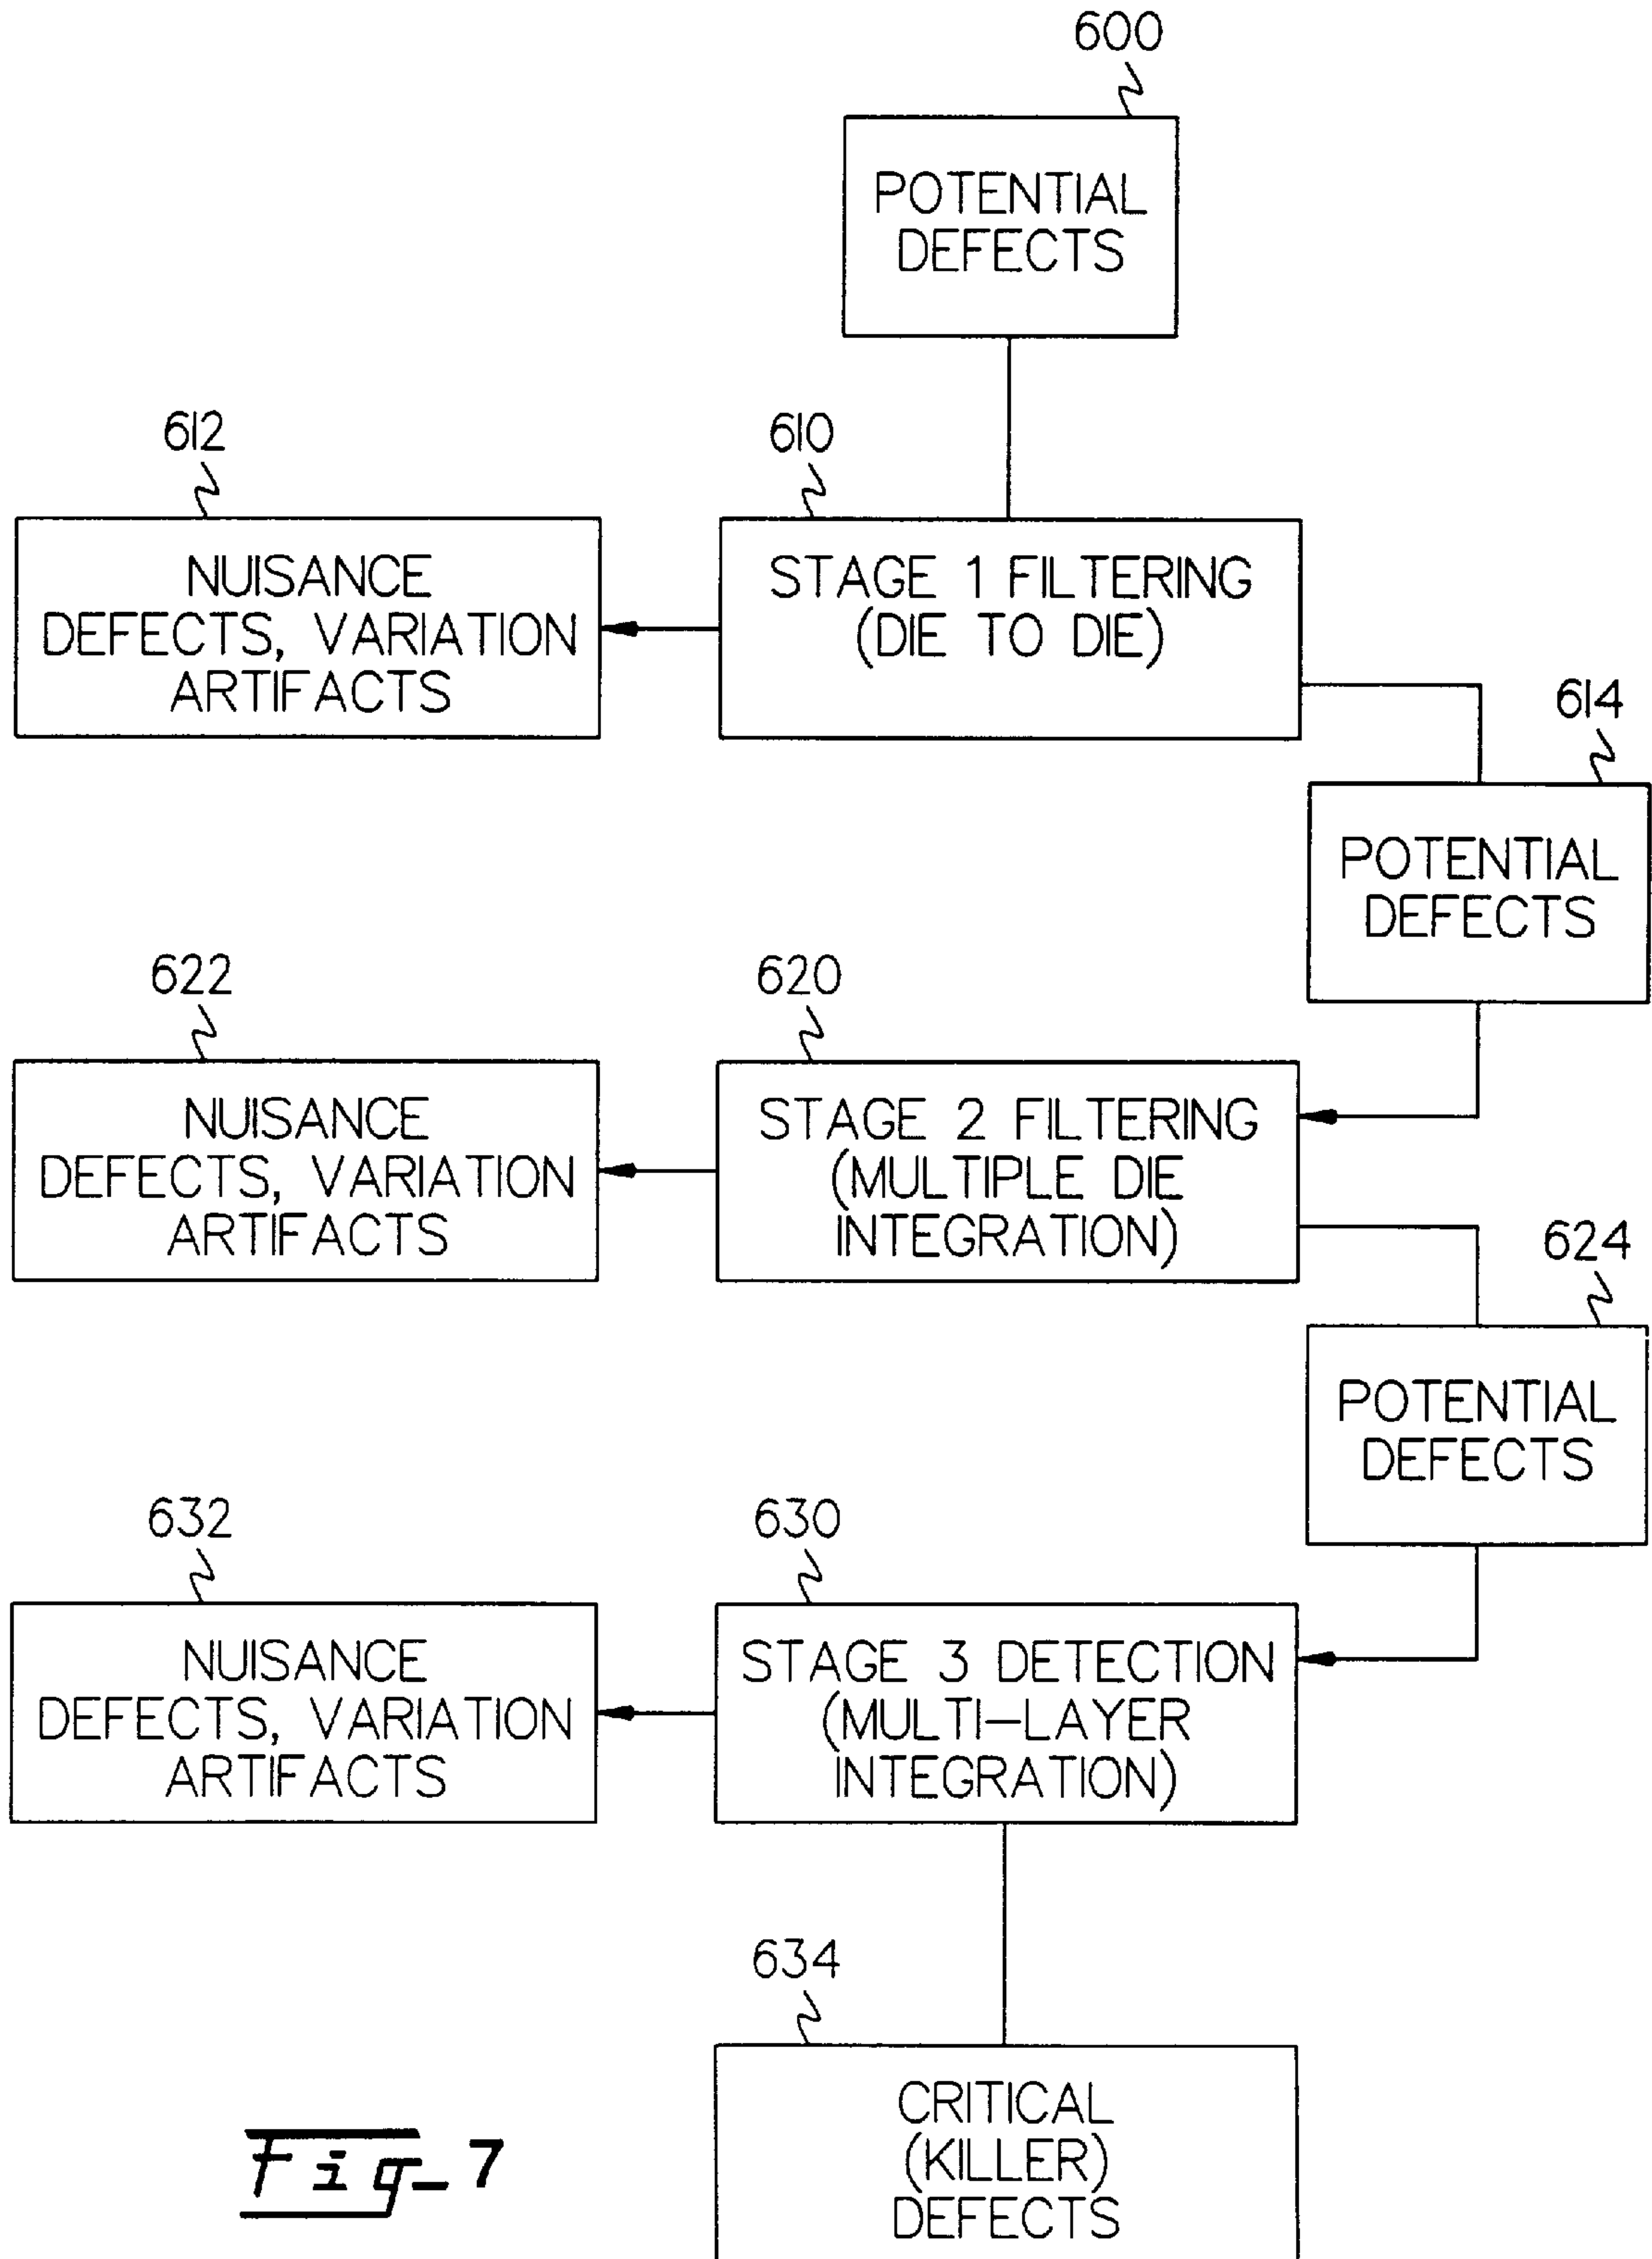 600
POTENTIAL
DEFECTS
612
610
NUISANCE
DEFECTS, VARIATION
ARTIFACTS
STAGE 1 FILTERING
(DIE TO DIE)
614
POTENTIAL
DEFECTS
622
620
NUISANCE
DEFECTS, VARIATION
ARTIFACTS
STAGE 2 FILTERING
(MULTIPLE DIE
INTEGRATION)
624
POTENTIAL
DEFECTS
632
630
NUISANCE
DEFECTS, VARIATION
ARTIFACTS
STAGE 3 DETECTION
(MULTI-LAYER
INTEGRATION)
634
CRITICAL
(KILLER)
DEFECTS
Fig_7